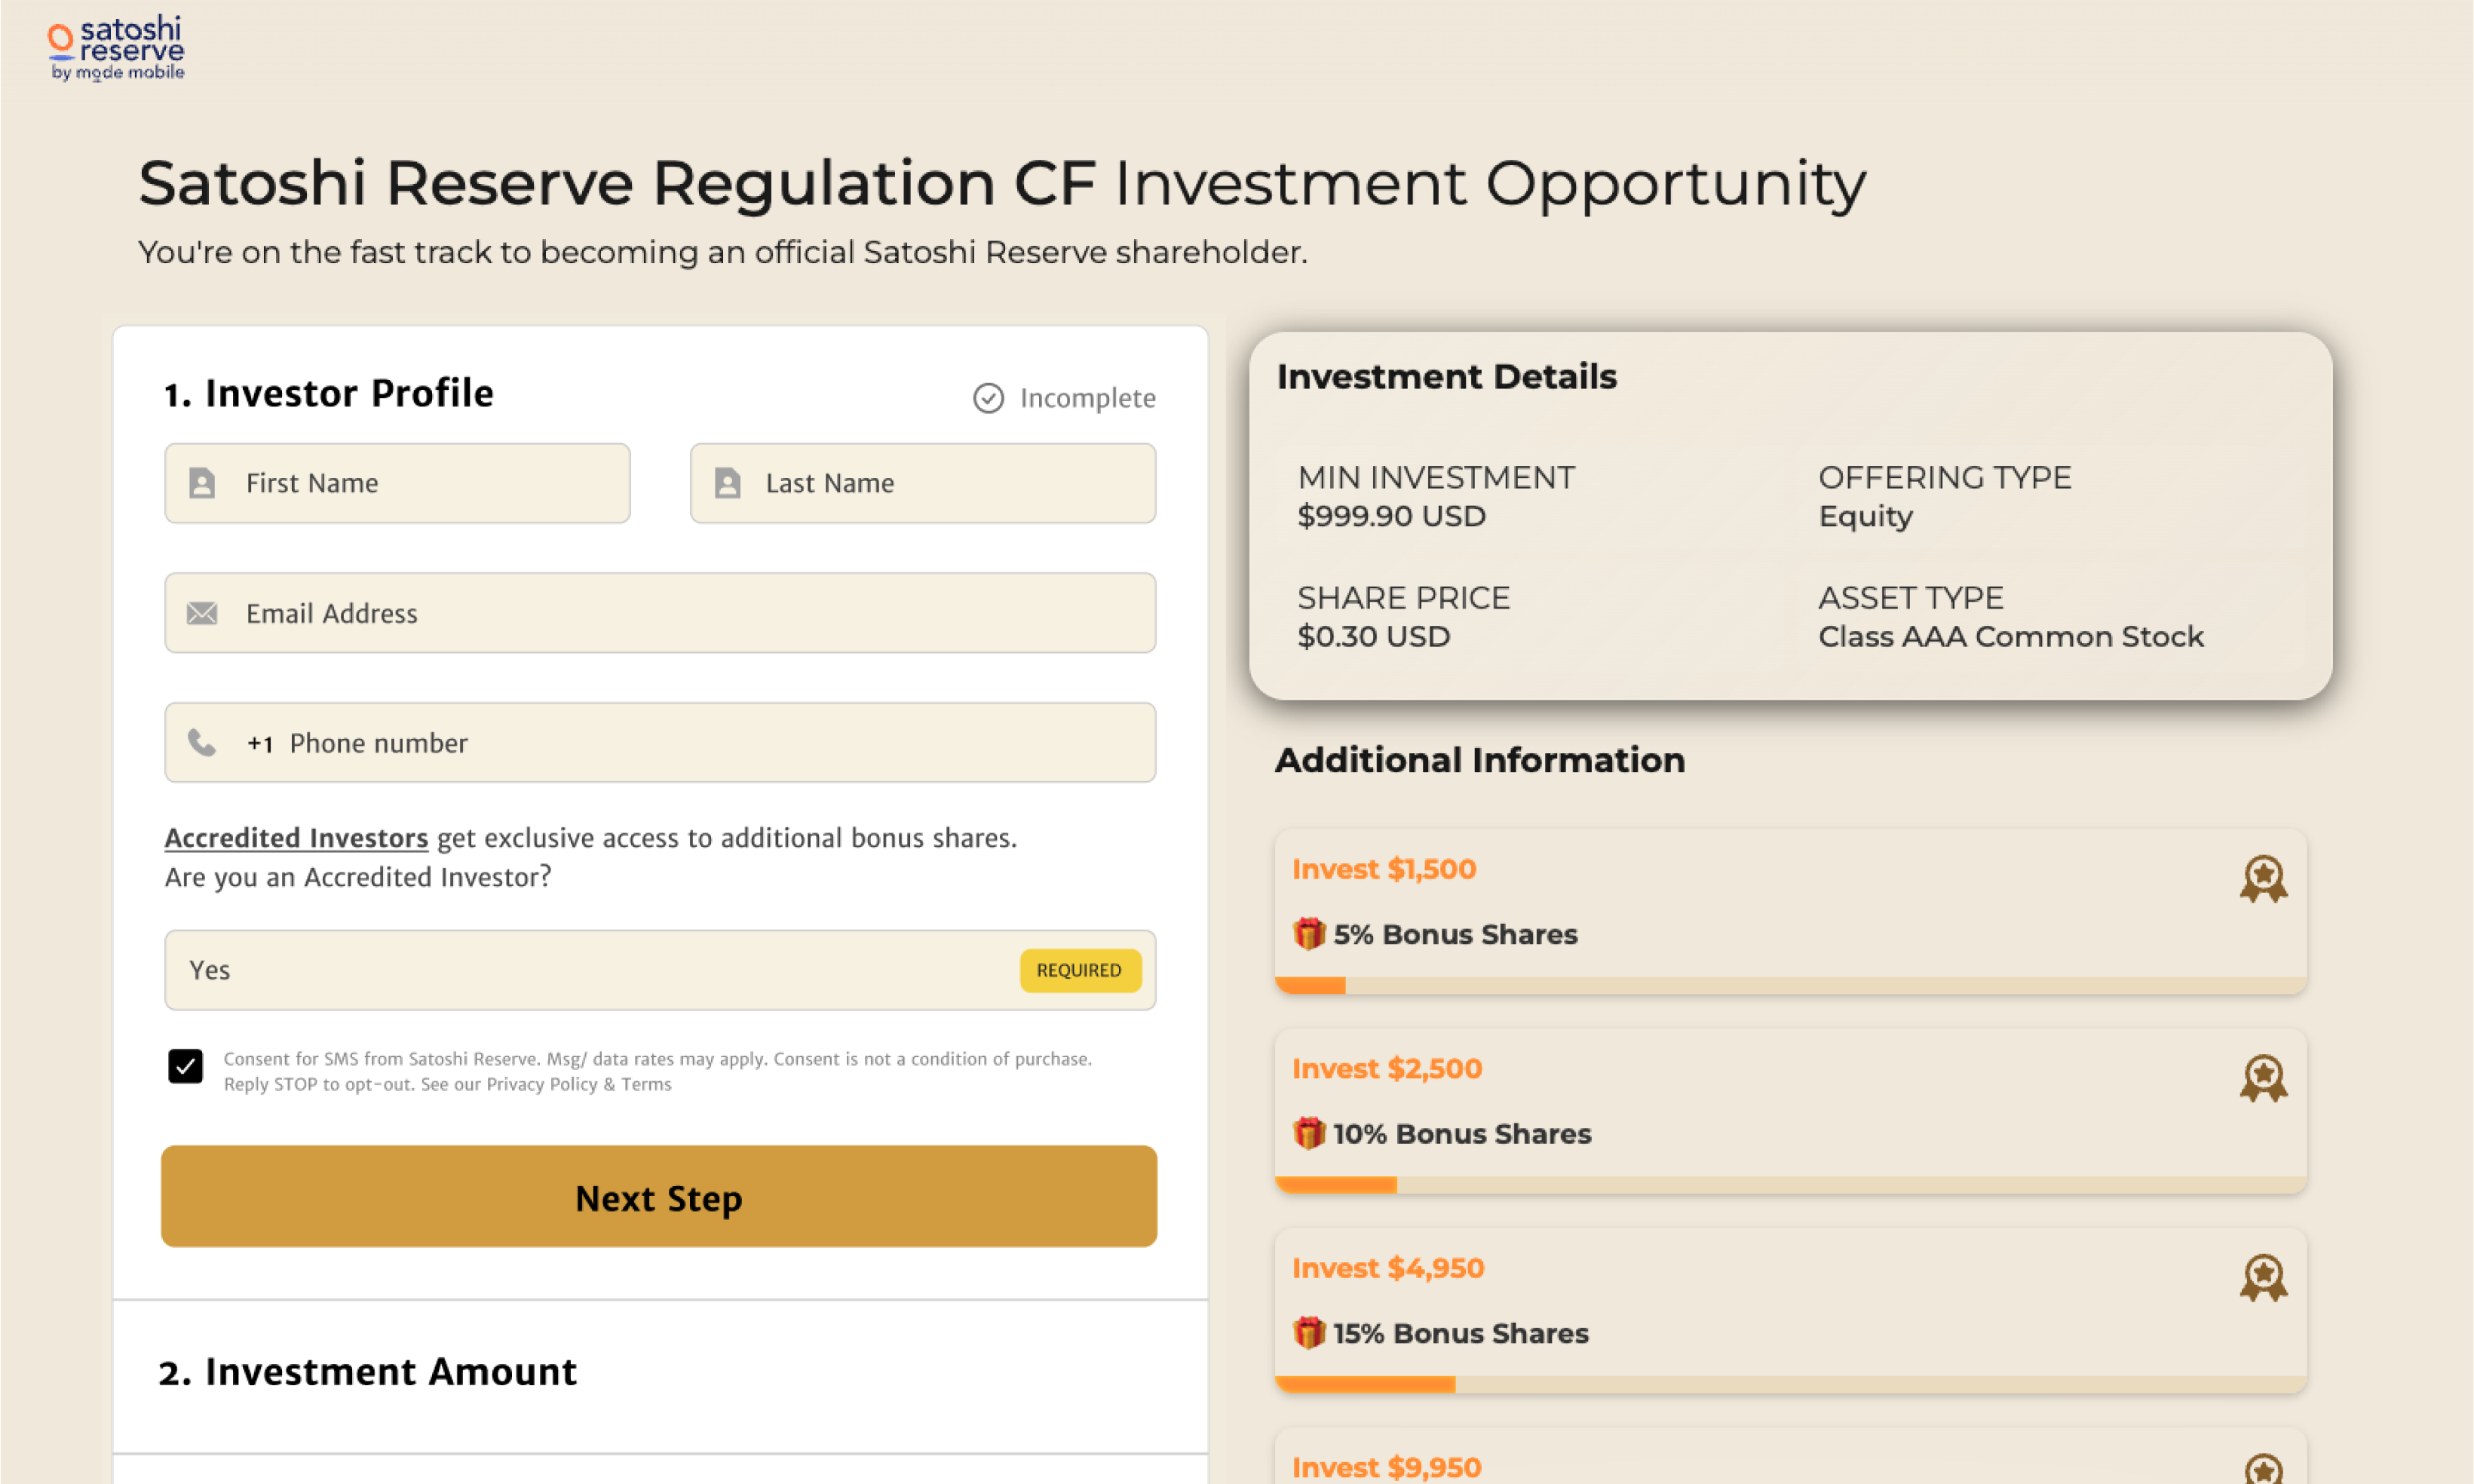 satoshi
reserve
by mode mobile
Satoshi Reserve Regulation CF Investment Opportunity
You're on the fast track to becoming an official Satoshi Reserve shareholder.
1. Investor Profile
Incomplete
First Name
Last Name
Email Address
+1 Phone number
Accredited Investors get exclusive access to additional bonus shares.
Are you an Accredited Investor?
Yes
REQUIRED
Consent for SMS from Satoshi Reserve. Msg/ data rates may apply. Consent is not a condition of purchase.
Reply STOP to opt-out. See our Privacy Policy & Terms
Next Step
2. Investment Amount
Investment Details
MIN INVESTMENT
$999.90 USD
OFFERING TYPE
Equity
SHARE PRICE
$0.30 USD
ASSET TYPE
Class AAA Common Stock
Additional Information
Invest $1,500
5% Bonus Shares
Invest $2,500
10% Bonus Shares
Invest $4,950
15% Bonus Shares
Invest $9,950